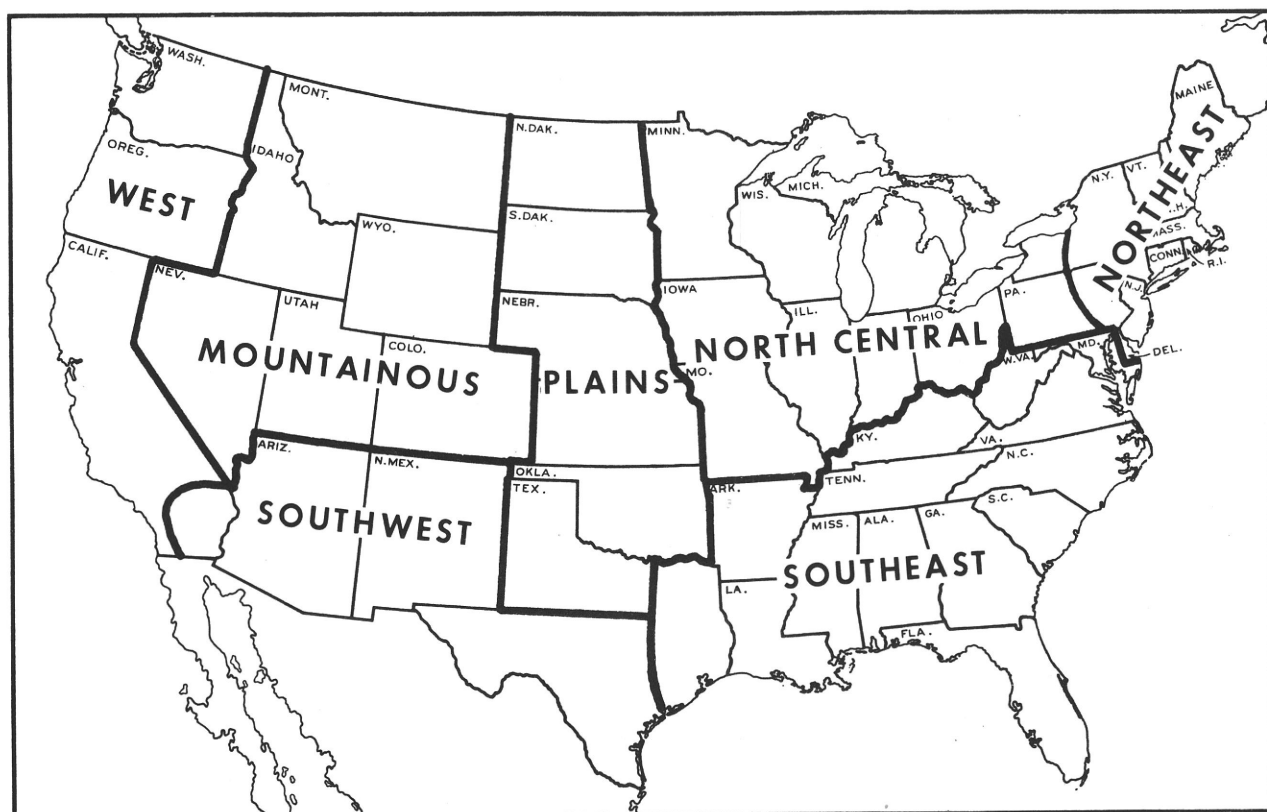 WASH.
MONT.
N.DAK.
MINN.
MAINE
OREG.
IDAHO
WEST
S.DAK.
WIS.
MICH.
N.Y.
VT.
NORTHEAST
WYO.
MASS.
CALIF.
NEV.
CONN.
R.I.
UTAH
NEBR.
IOWA
ILL.
OHIO
PA.
N.J.
MOUNTAINOUS
COLO.
PLAINS
NORTH CENTRAL
MO.
W.VA.
MD.
DEL.
ARIZ.
N.MEX.
OKLA.
TEX.
ARK.
KY.
VA.
TENN.
N.C.
SOUTHWEST
MISS.
ALA.
GA.
S.C.
SOUTHEAST
LA.
FLA.